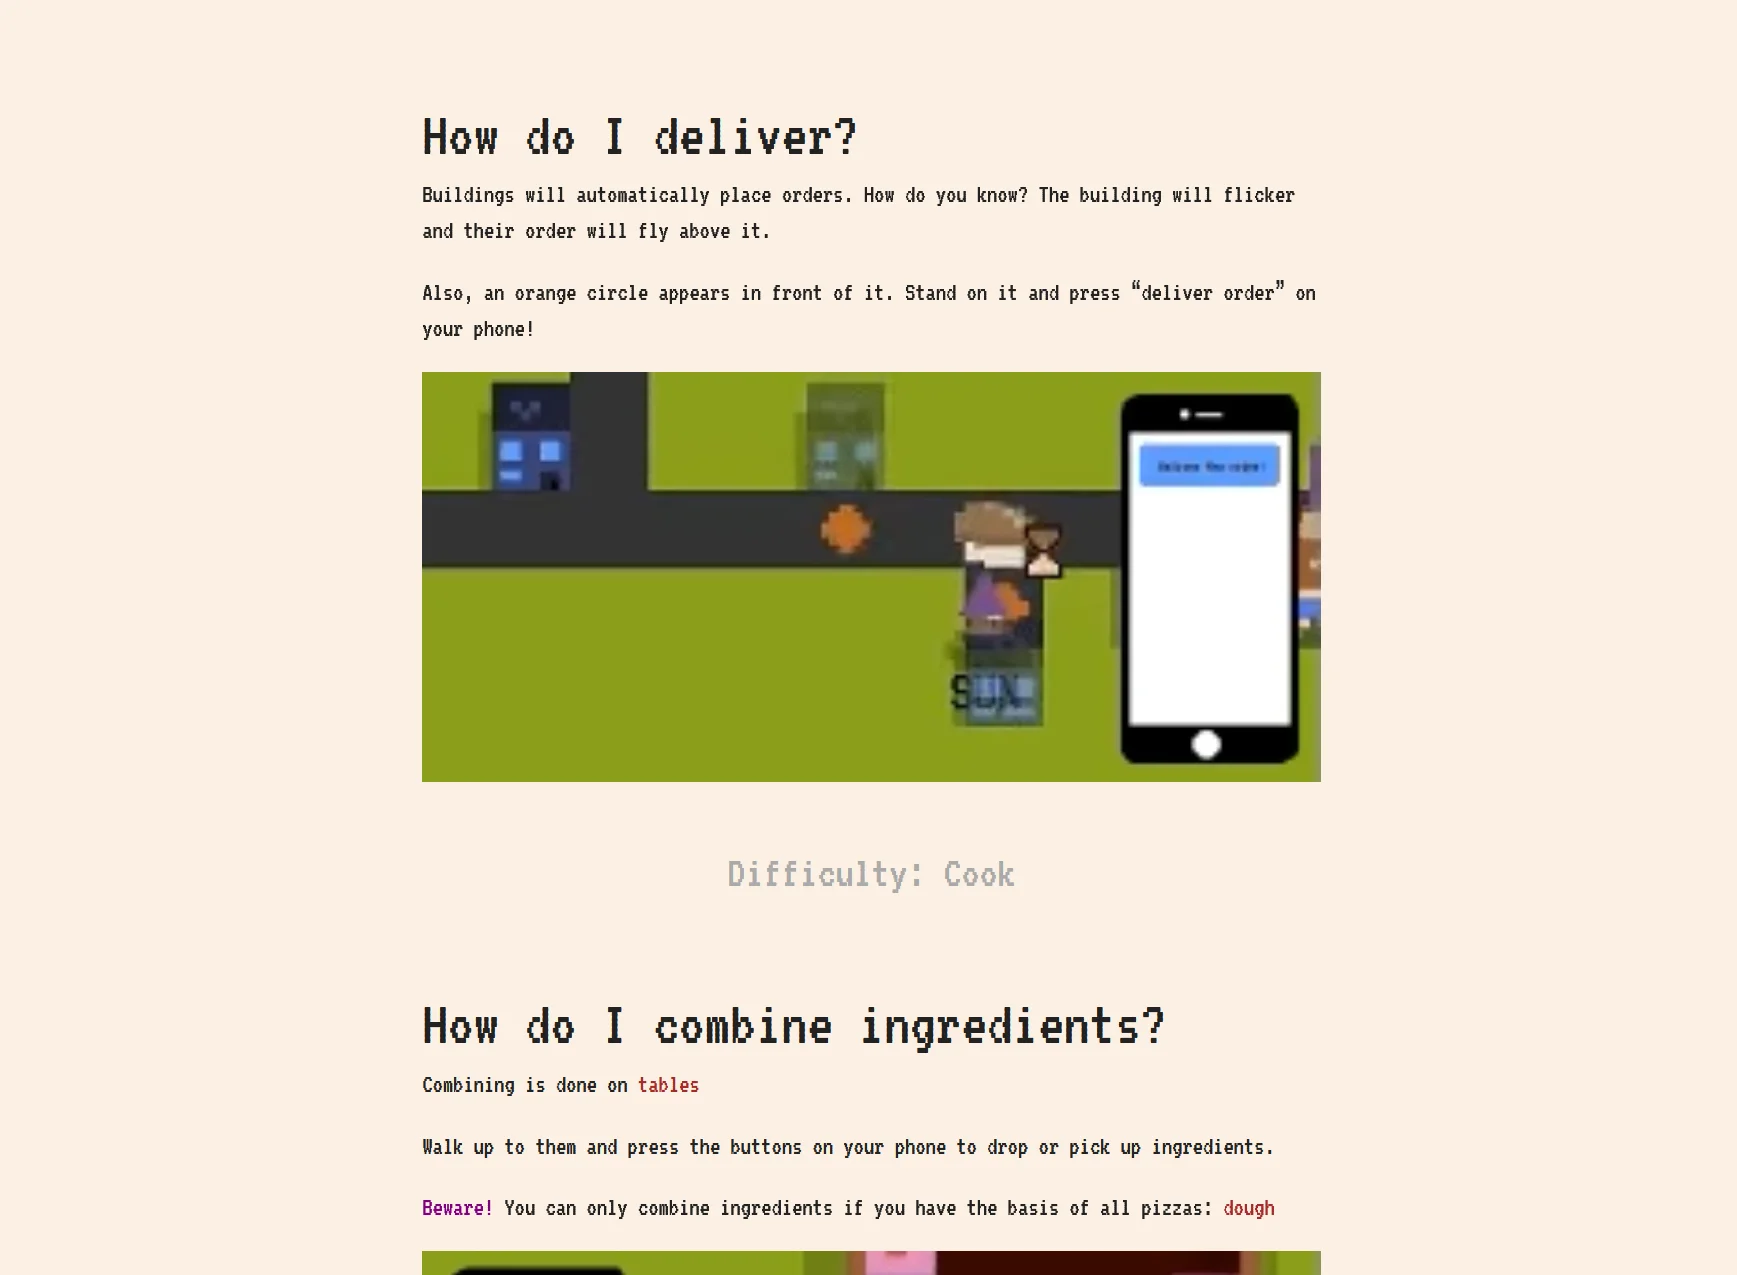 How do I deliver?
Buildings will automatically place orders. How do you know? The building will flicker
and their order will fly above it.
Also, an orange circle appears in front of it. Stand on it and press “deliver order” on
your phone!
SUN
Difficulty: Cook
How do I combine ingredients?
Combining is done on tables
Walk up to them and press the buttons on your phone to drop or pick up ingredients.
Beware! You can only combine ingredients if you have the basis of all pizzas: dough